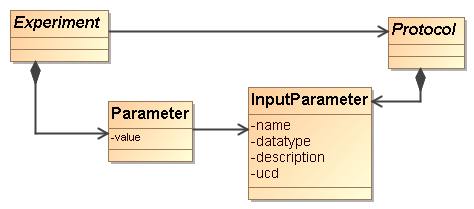 Experiment
Protocol
Parameter
-value
InputParameter
-name
-datatype
-description
-ucd